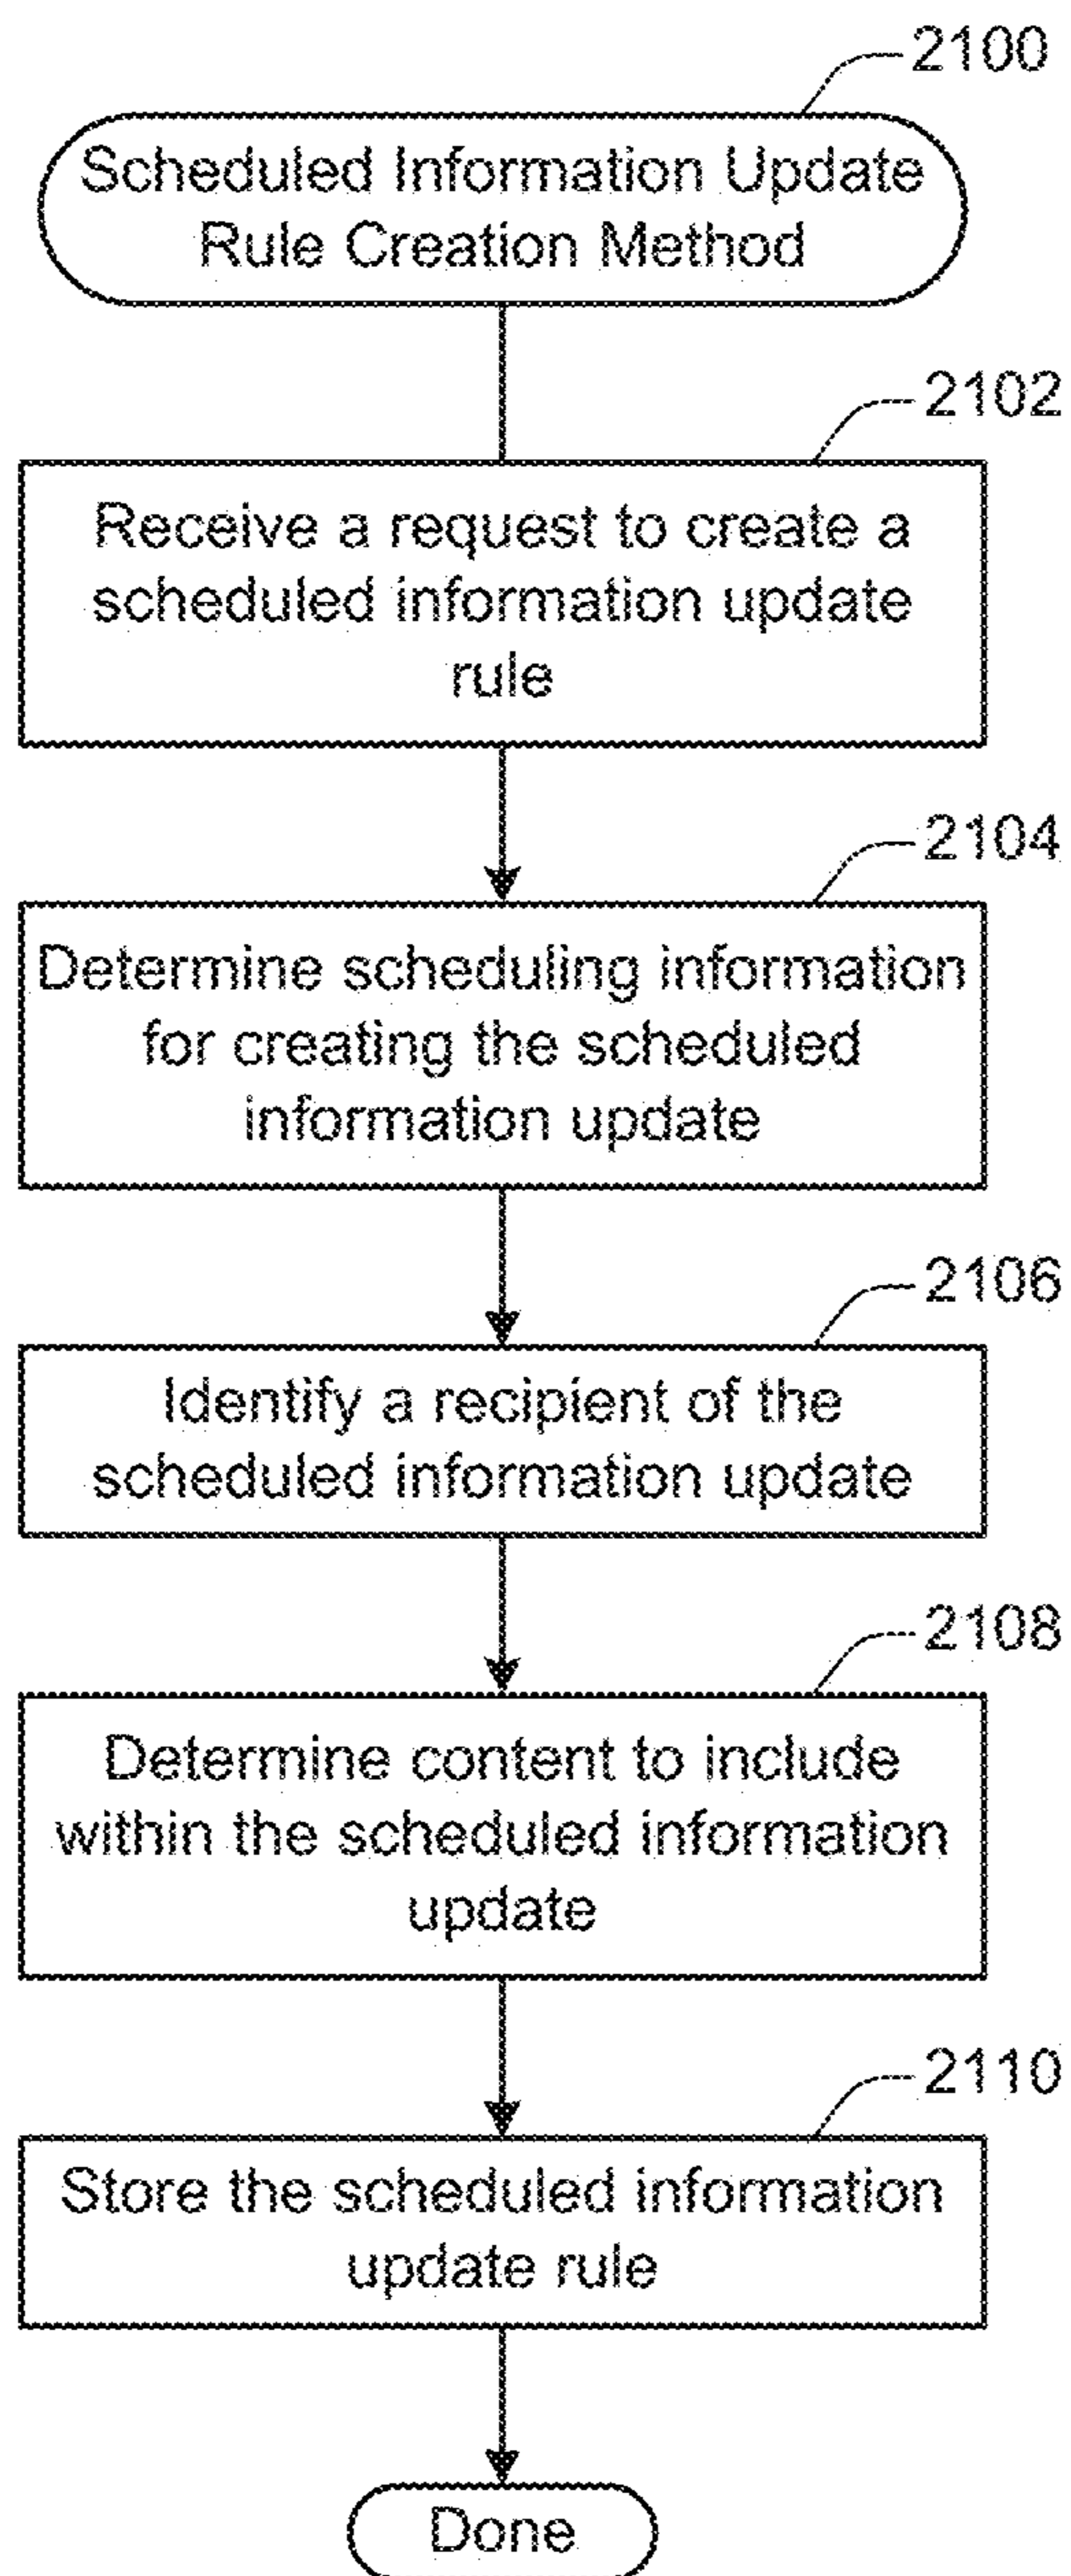 2100
Scheduled Information Update
Rule Creation Method
2102
Receive a request to create a
scheduled information update
rule
2104
Determine scheduling information
for creating the scheduled
information update
2106
Identify a recipient of the
scheduled information update
2108
Determine content to include
within the scheduled information
update
2110
Store the scheduled information
update rule
Done